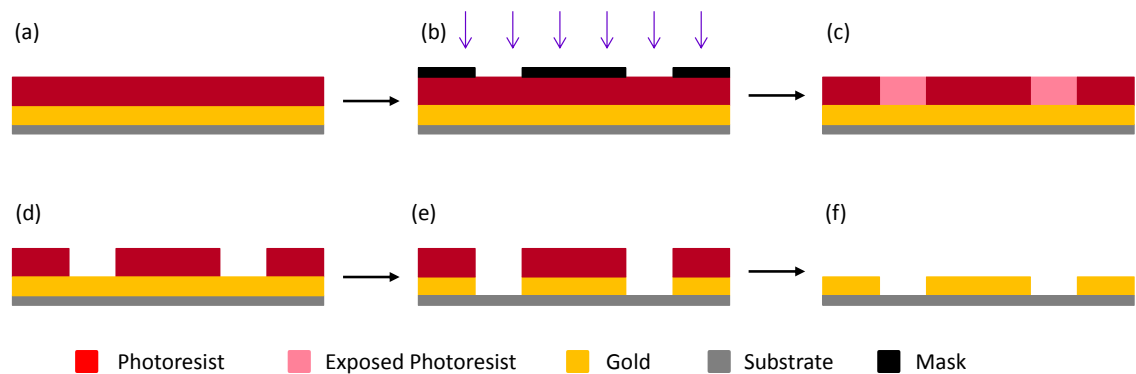 (a)
(b)
(c)
(d)
(e)
(f)
Photoresist
Exposed Photoresist
Gold
Substrate
Mask